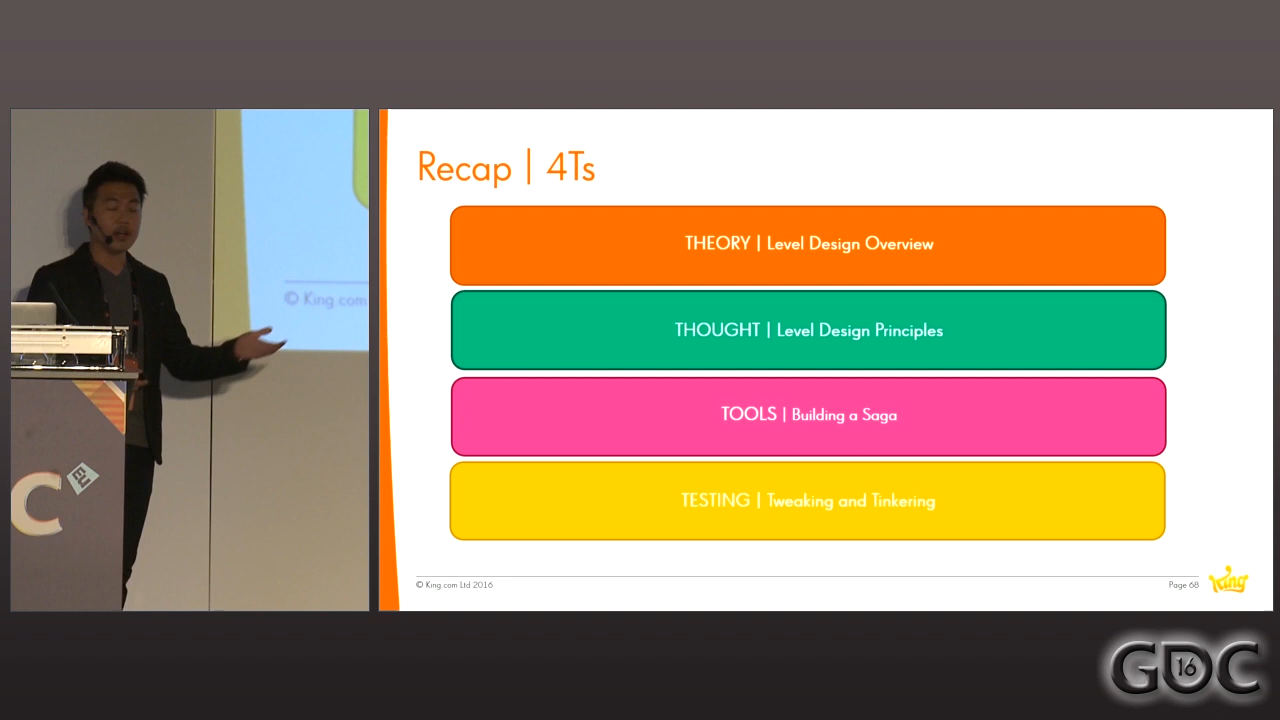 Recap | 4Ts
THEORY | Level Design Overview
THOUGHT | Level Design Principles
TOOLS | Building a Saga
TESTING | Tweaking and Tinkering
© King.com Ltd 2016
Page 68
King
© King.com
C
EU
GDC
16